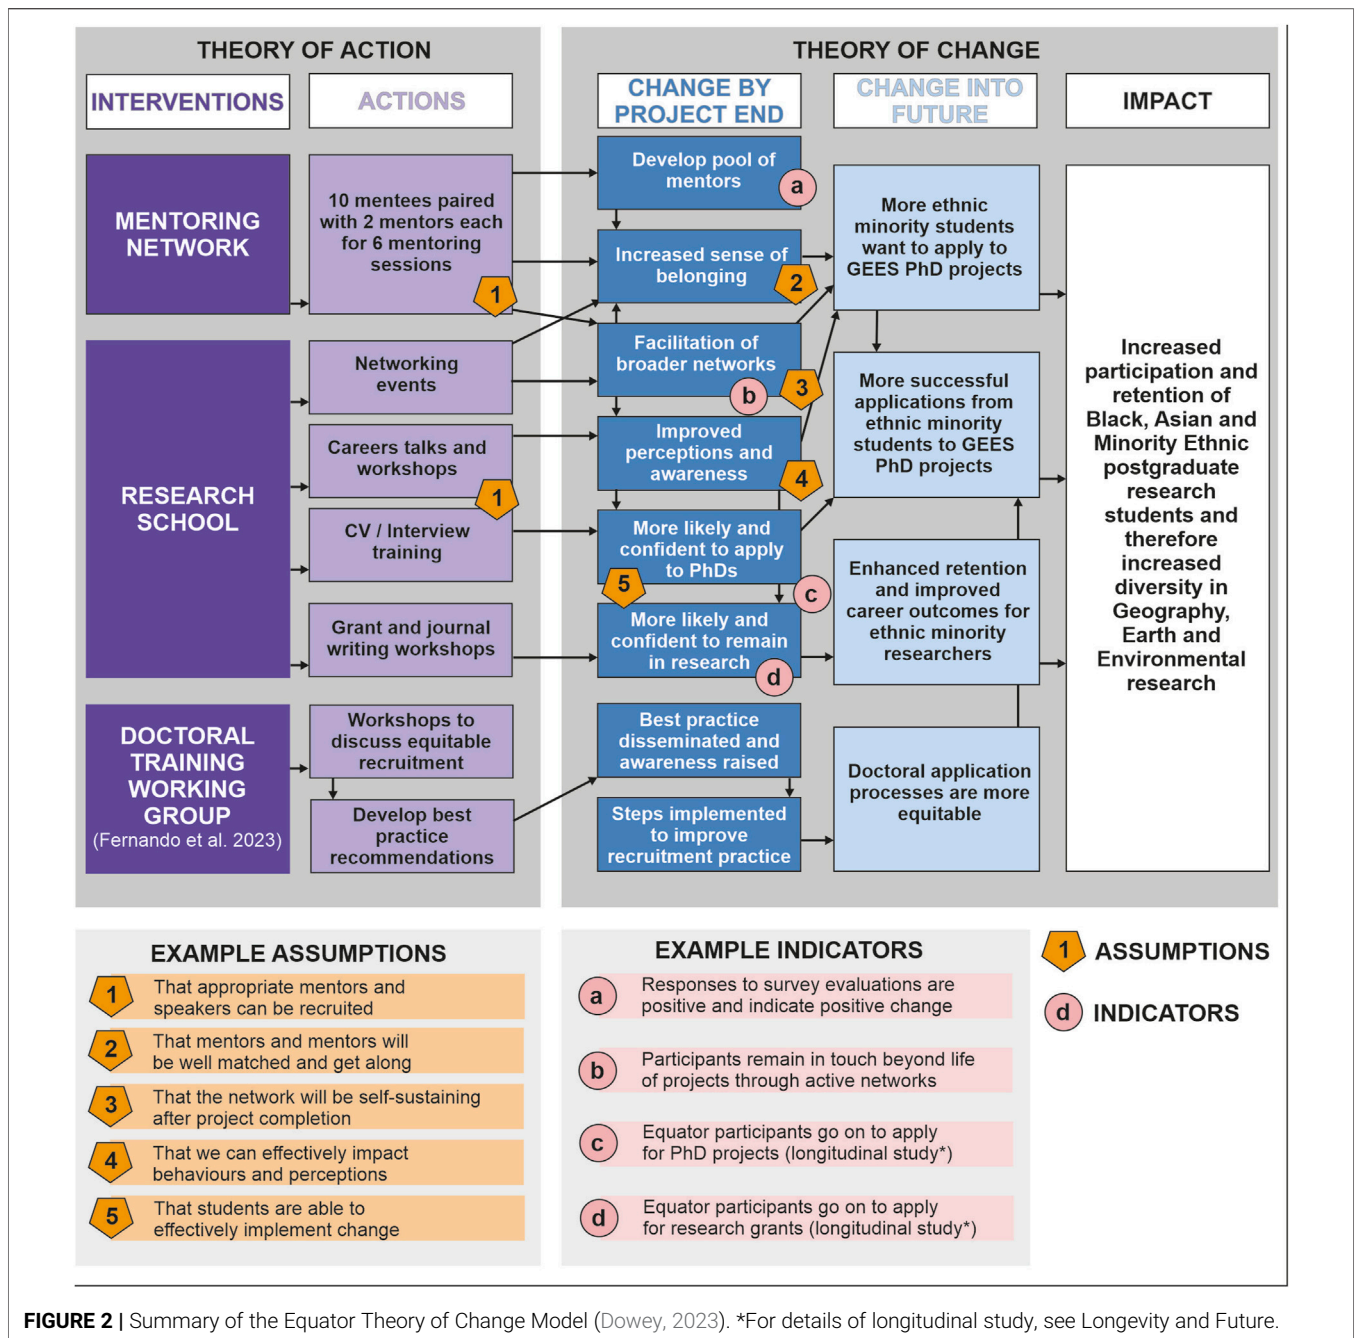 THEORY OF ACTION
THEORY OF CHANGE
INTERVENTIONS
ACTIONS
CHANGE BY
PROJECT END
CHANGE INTO
FUTURE
IMPACT
MENTORING
NETWORK
10 mentees paired
with 2 mentors each
for 6 mentoring
sessions
1
Develop pool of
mentors
a
Increased sense of
belonging
2
More ethnic
minority students
want to apply to
GEES PhD projects
RESEARCH
SCHOOL
Networking
events
Careers talks and
workshops
1
CV / Interview
training
Grant and journal
writing workshops
Facilitation of
broader networks
b
3
Improved
perceptions and
awareness
4
More likely and
confident to apply
to PhDs
5
c
More likely and
confident to remain
in research
d
More successful
applications from
ethnic minority
students to GEES
PhD projects
Enhanced retention
and improved
career outcomes for
ethnic minority
researchers
Increased
participation and
retention of
Black, Asian and
Minority Ethnic
postgraduate
research
students and
therefore
increased
diversity in
Geography,
Earth and
Environmental
research
DOCTORAL
TRAINING
WORKING
GROUP
(Fernando et al. 2023)
Workshops to
discuss equitable
recruitment
Develop best
practice
recommendations
Best practice
disseminated and
awareness raised
Steps implemented
to improve
recruitment practice
Doctoral application
processes are more
equitable
EXAMPLE ASSUMPTIONS
1
That appropriate mentors and
speakers can be recruited
2
That mentors and mentors will
be well matched and get along
3
That the network will be self-sustaining
after project completion
4
That we can effectively impact
behaviours and perceptions
5
That students are able to
effectively implement change
EXAMPLE INDICATORS
a
Responses to survey evaluations are
positive and indicate positive change
b
Participants remain in touch beyond life
of projects through active networks
c
Equator participants go on to apply
for PhD projects (longitudinal study*)
d
Equator participants go on to apply
for research grants (longitudinal study*)
1 ASSUMPTIONS
d INDICATORS
FIGURE 2 | Summary of the Equator Theory of Change Model (Dowey, 2023). *For details of longitudinal study, see Longevity and Future.